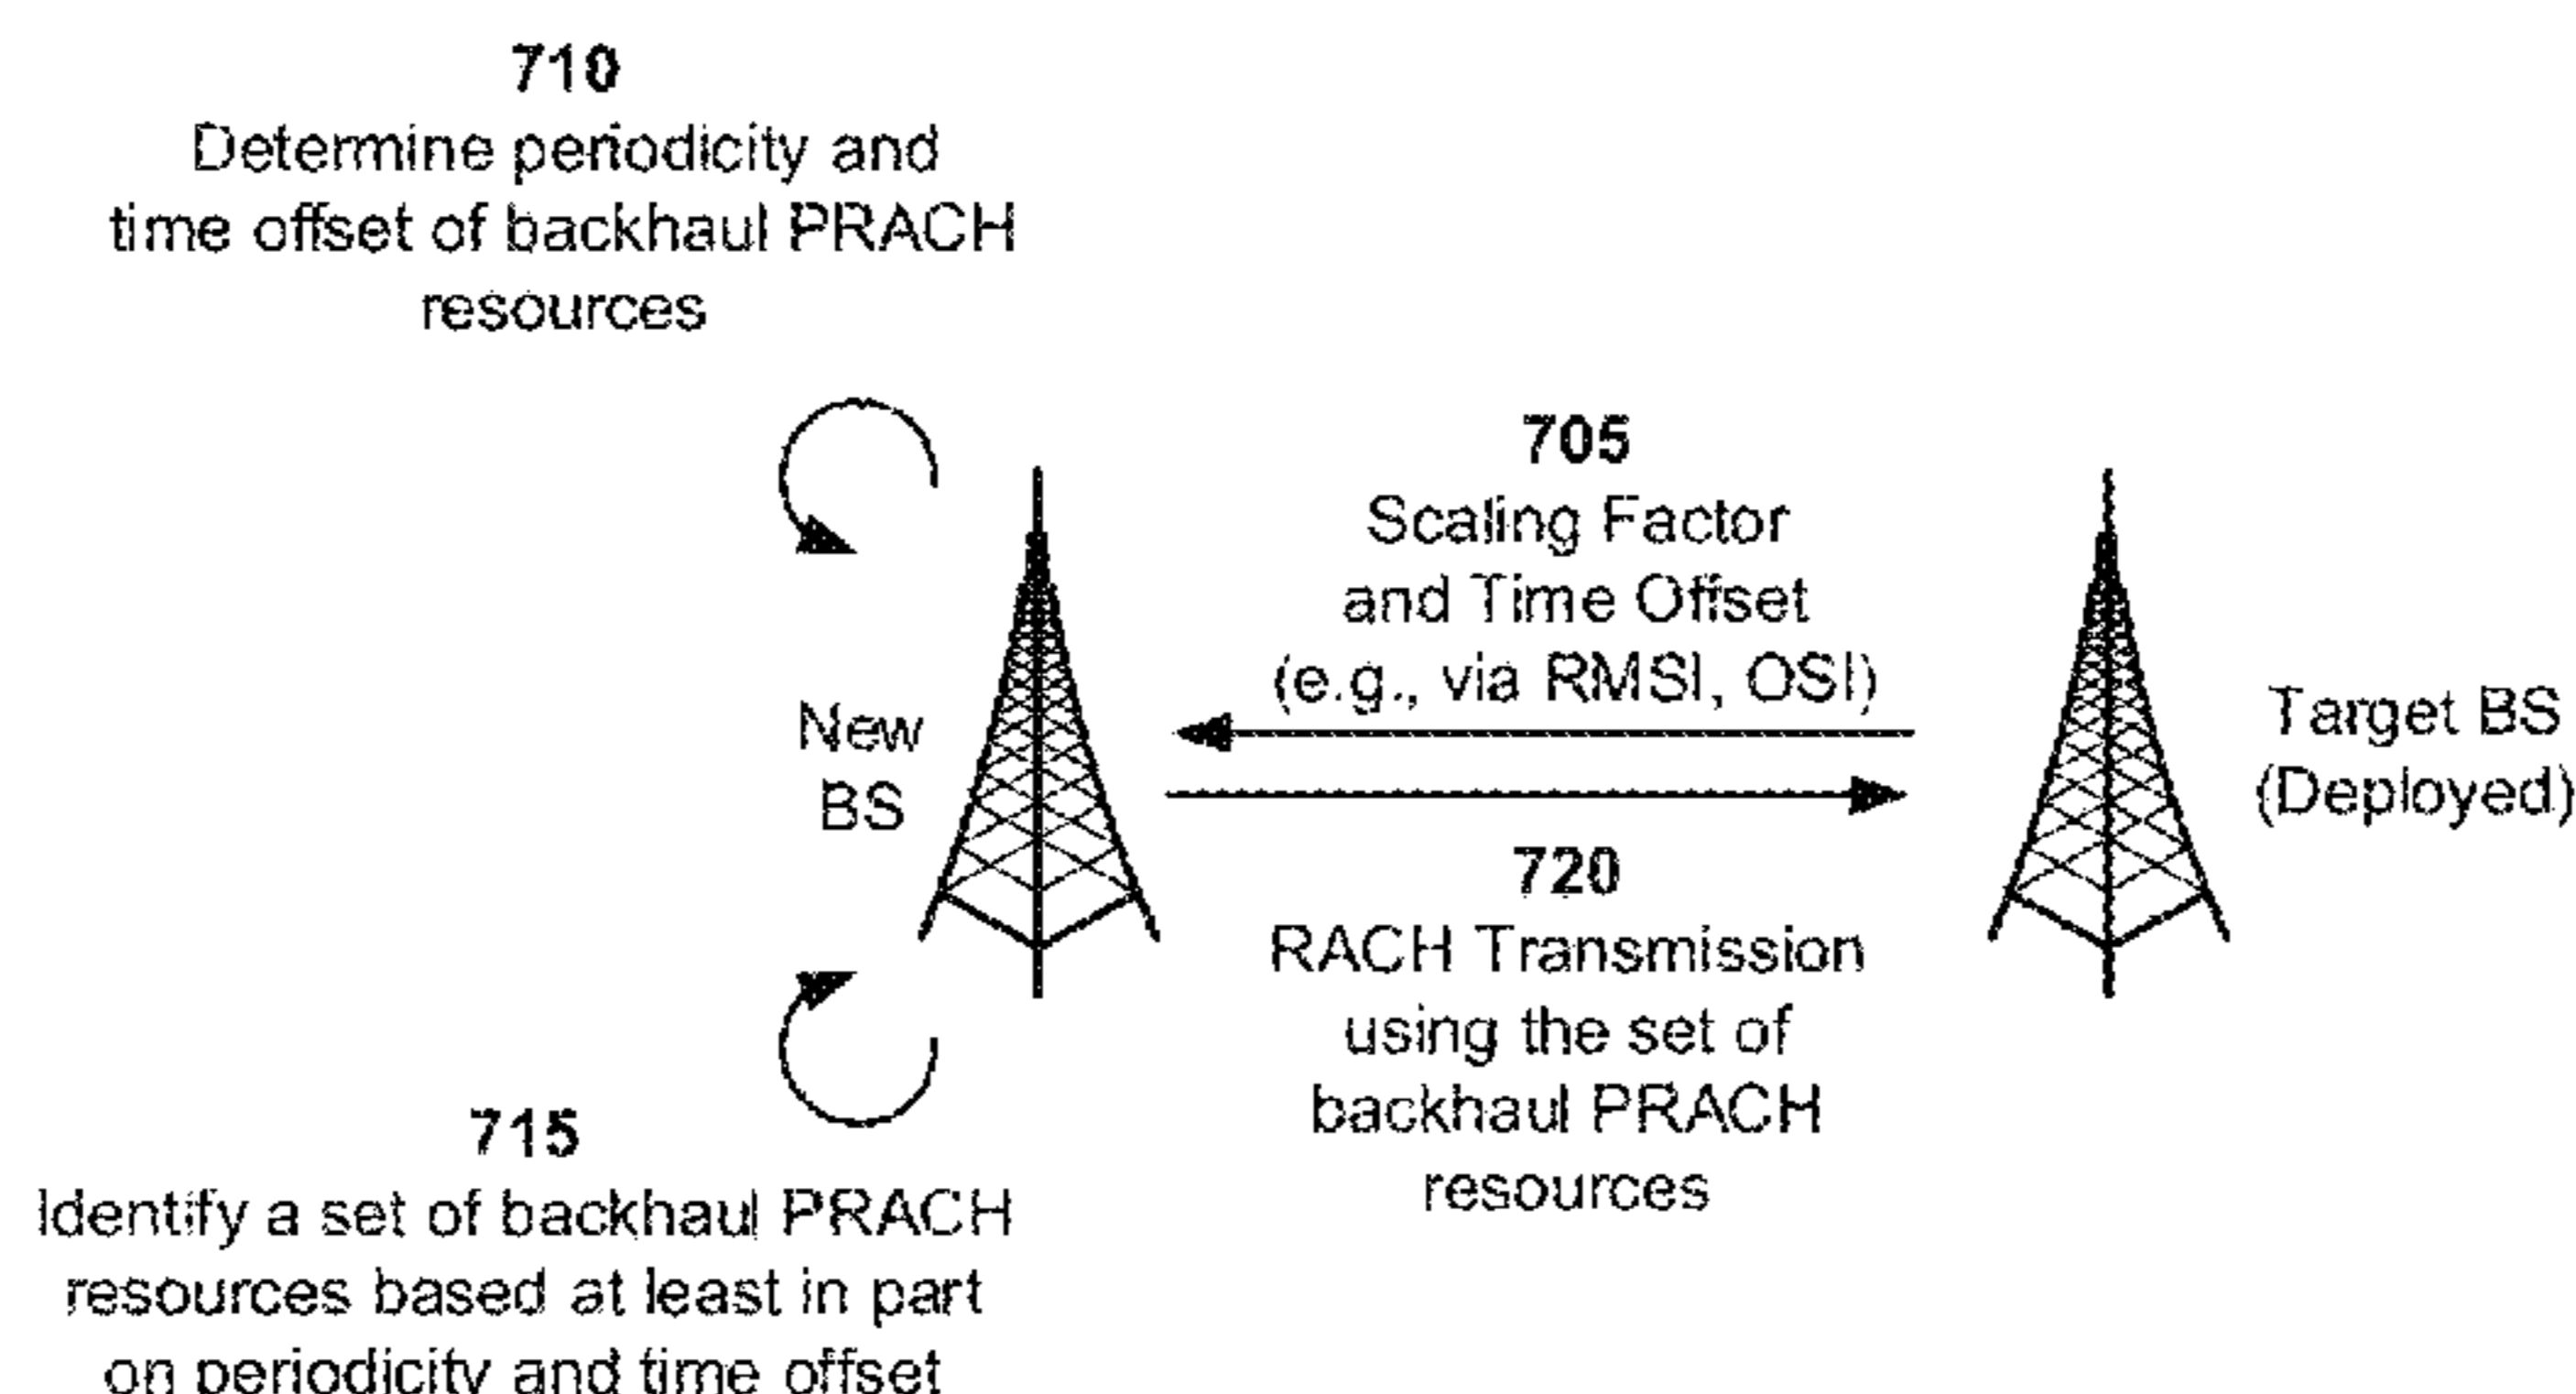 710
Determine periodicity and
time offset of backhaul PRACH
resources
705
Scaling Factor
and Time Offset
(e.g., via RMSI, OSI)
New
BS
Target BS
(Deployed)
720
RACH Transmission
using the set of
backhaul PRACH
resources
715
Identify a set of backhaul PRACH
resources based at least in part
on periodicity and time offset